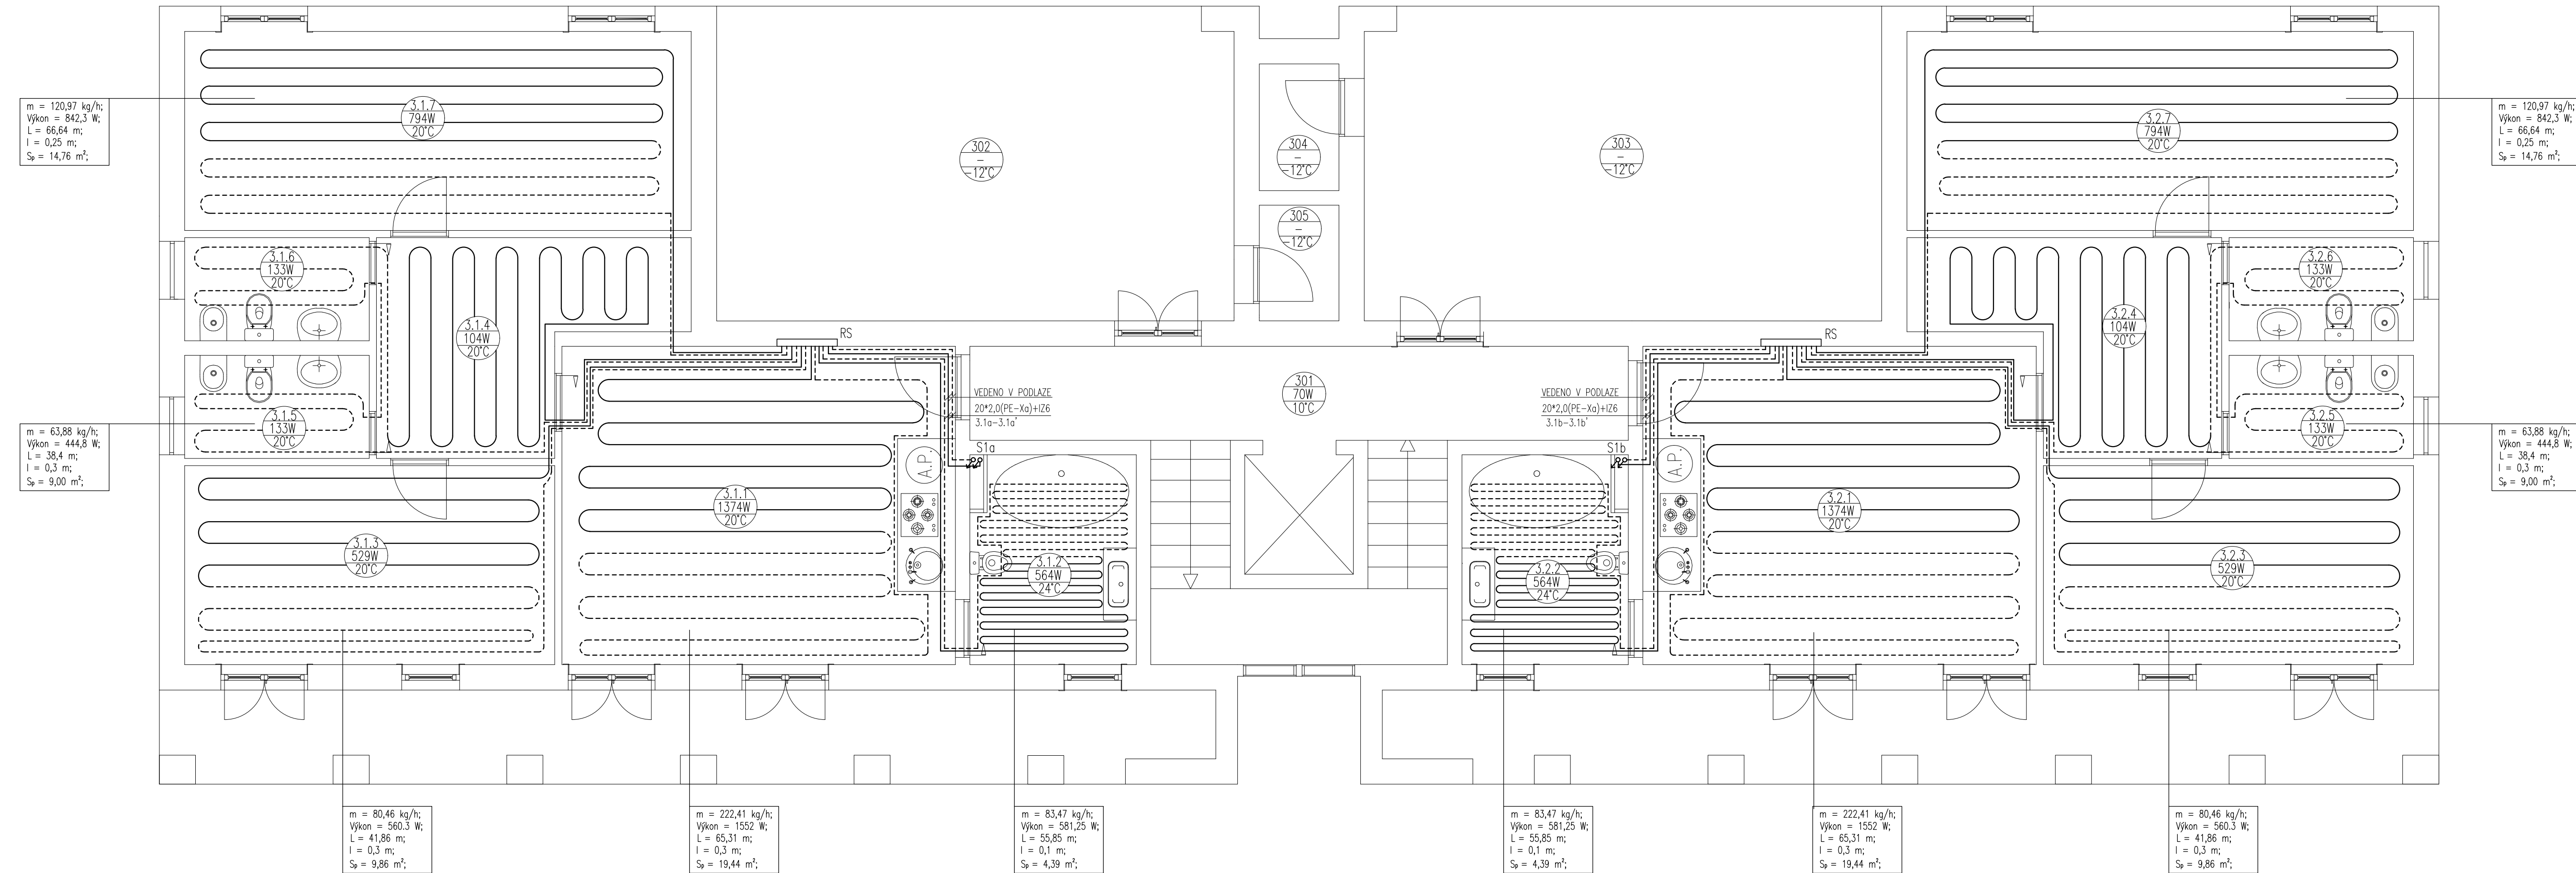 m = 120,97 kg/h;
Výkon = 842,3 W;
L = 66,64 m;
l = 0,25 m;
Sₚ = 14,76 m²;
3.1.7
794W
20°C
302
–
–12°C
304
–
–12°C
303
–
–12°C
3.2.7
794W
20°C
m = 120,97 kg/h;
Výkon = 842,3 W;
L = 66,64 m;
l = 0,25 m;
Sₚ = 14,76 m²;
305
–
–12°C
3.1.6
133W
20°C
3.1.4
104W
20°C
RS
RS
3.2.4
104W
20°C
3.2.6
133W
20°C
301
70W
10°C
VEDENO V PODLAZE
20*2,0(PE-Xa)+IZ6
3.1a-3.1a'
VEDENO V PODLAZE
20*2,0(PE-Xa)+IZ6
3.1b-3.1b'
m = 63,88 kg/h;
Výkon = 444,8 W;
L = 38,4 m;
l = 0,3 m;
Sₚ = 9,00 m²;
3.1.5
133W
20°C
A.P.
S1a
S1b
A.P.
3.2.5
133W
20°C
m = 63,88 kg/h;
Výkon = 444,8 W;
L = 38,4 m;
l = 0,3 m;
Sₚ = 9,00 m²;
3.1.3
529W
20°C
3.1.1
1374W
20°C
3.1.2
564W
24°C
3.2.2
564W
24°C
3.2.1
1374W
20°C
3.2.3
529W
20°C
m = 80,46 kg/h;
Výkon = 560.3 W;
L = 41,86 m;
l = 0,3 m;
Sₚ = 9,86 m²;
m = 222,41 kg/h;
Výkon = 1552 W;
L = 65,31 m;
l = 0,3 m;
Sₚ = 19,44 m²;
m = 83,47 kg/h;
Výkon = 581,25 W;
L = 55,85 m;
l = 0,1 m;
Sₚ = 4,39 m²;
m = 83,47 kg/h;
Výkon = 581,25 W;
L = 55,85 m;
l = 0,1 m;
Sₚ = 4,39 m²;
m = 222,41 kg/h;
Výkon = 1552 W;
L = 65,31 m;
l = 0,3 m;
Sₚ = 19,44 m²;
m = 80,46 kg/h;
Výkon = 560.3 W;
L = 41,86 m;
l = 0,3 m;
Sₚ = 9,86 m²;